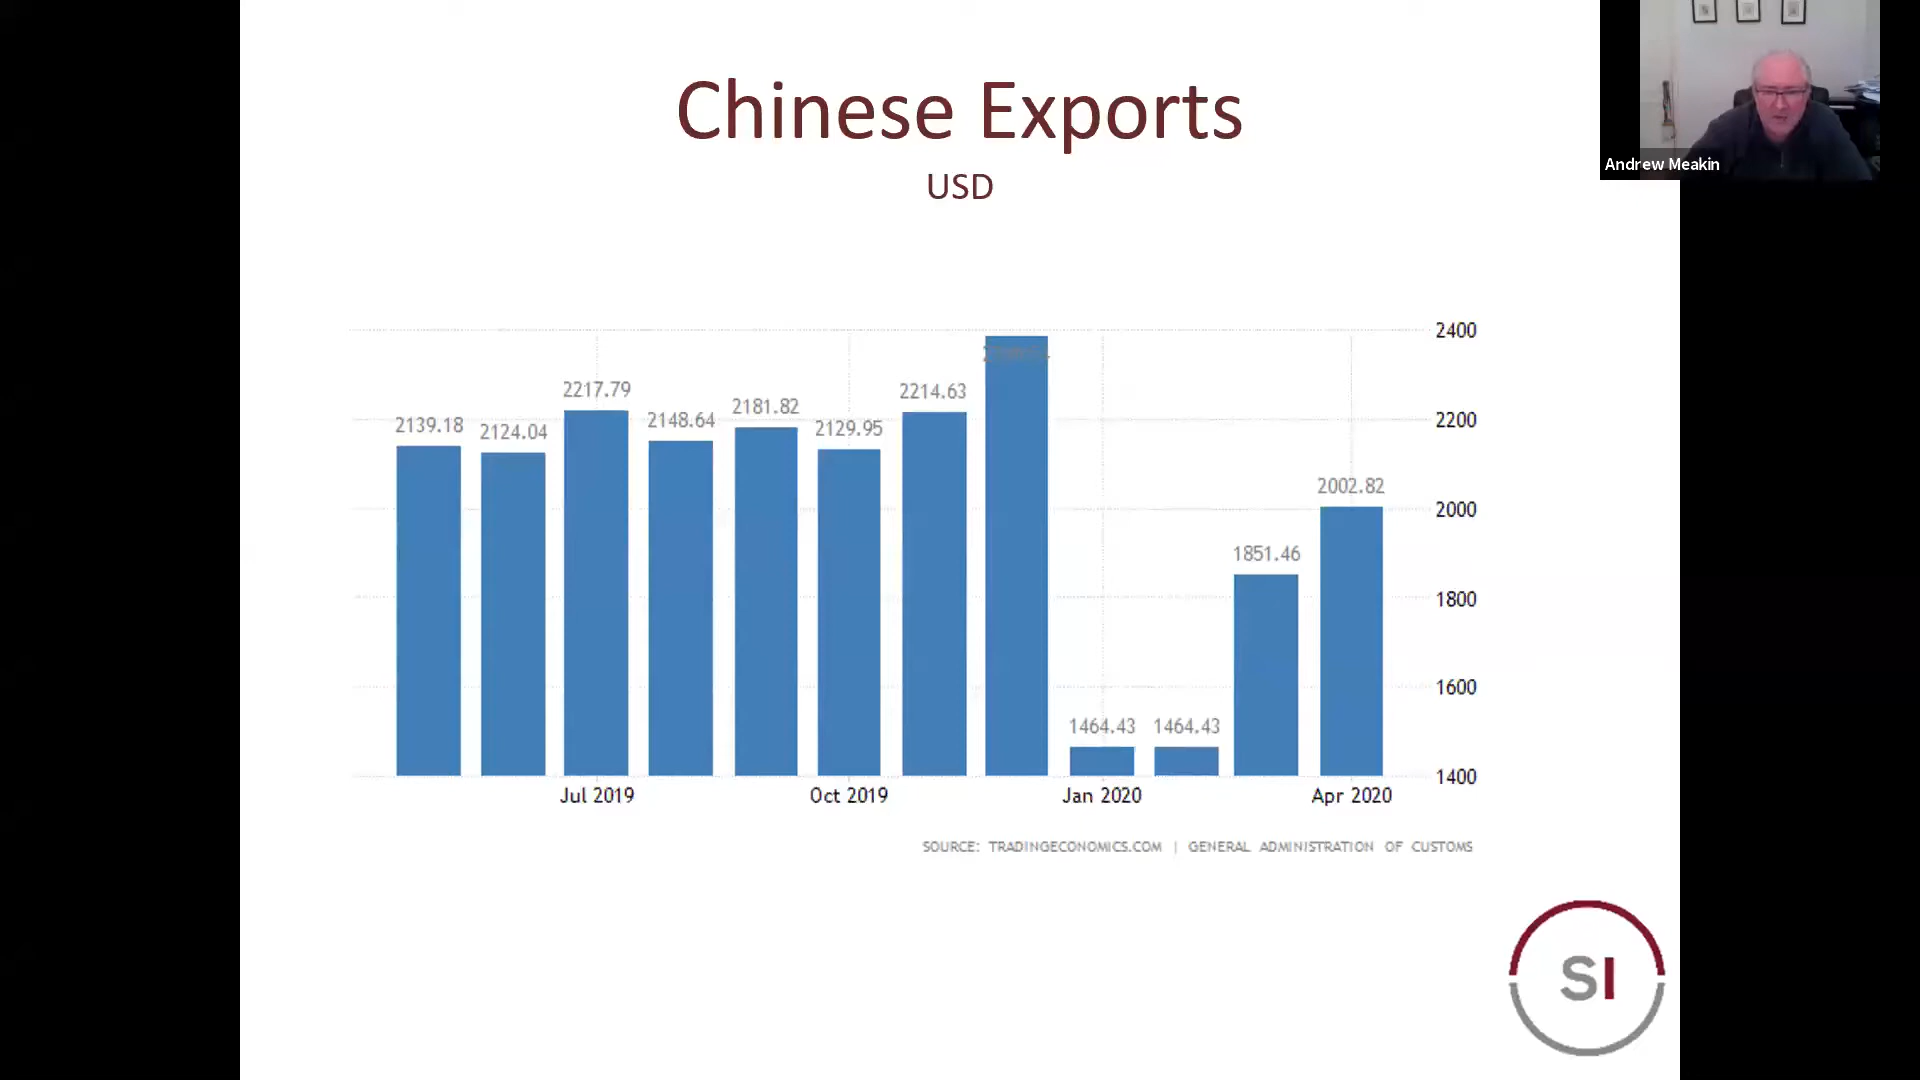 Chinese Exports
USD
Andrew Meakin
2400
2200
2000
1800
1600
1400
2139.18
2124.04
2217.79
2148.64
2181.82
2129.95
2214.63
1464.43
1464.43
1851.46
2002.82
Jul 2019
Oct 2019
Jan 2020
Apr 2020
SOURCE: TRADINGECONOMICS.COM | GENERAL ADMINISTRATION OF CUSTOMS
SI